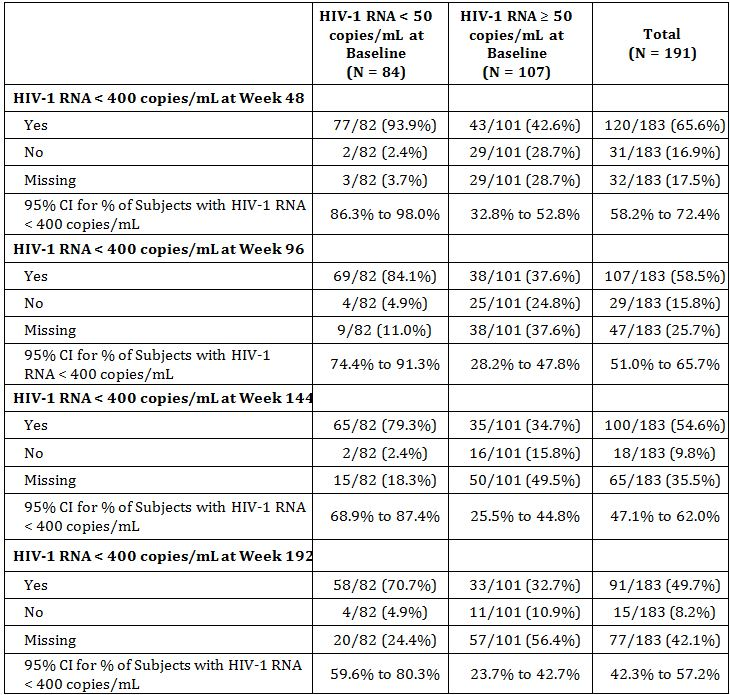 HIV-1 RNA < 50 copies/mL at Baseline (N = 84) HIV-1 RNA ≥ 50 copies/mL at Baseline (N = 107) Total (N = 191)
HIV-1 RNA < 400 copies/mL at Week 48
Yes 77/82 (93.9%) 43/101 (42.6%) 120/183 (65.6%)
No 2/82 (2.4%) 29/101 (28.7%) 31/183 (16.9%)
Missing 3/82 (3.7%) 29/101 (28.7%) 32/183 (17.5%)
95% CI for % of Subjects with HIV-1 RNA
< 400 copies/mL 86.3% to 98.0% 32.8% to 52.8% 58.2% to 72.4%
HIV-1 RNA < 400 copies/mL at Week 96
Yes 69/82 (84.1%) 38/101 (37.6%) 107/183 (58.5%)
No 4/82 (4.9%) 25/101 (24.8%) 29/183 (15.8%)
Missing 9/82 (11.0%) 38/101 (37.6%) 47/183 (25.7%)
95% CI for % of Subjects with HIV-1
RNA < 400 copies/mL 74.4% to 91.3% 28.2% to 47.8% 51.0% to 65.7%
HIV-1 RNA < 400 copies/mL at Week 144
Yes 65/82 (79.3%) 35/101 (34.7%) 100/183 (54.6%)
No 2/82 (2.4%) 16/101 (15.8%) 18/183 (9.8%)
Missing 15/82 (18.3%) 50/101 (49.5%) 65/183 (35.5%)
95% CI for % of Subjects with HIV-1 RNA
< 400 copies/mL 68.9% to 87.4% 25.5% to 44.8% 47.1% to 62.0%
HIV-1 RNA < 400 copies/mL at Week 192
Yes 58/82 (70.7%) 33/101 (32.7%) 91/183 (49.7%)
No 4/82 (4.9%) 11/101 (10.9%) 15/183 (8.2%)
Missing 20/82 (24.4%) 57/101 (56.4%) 77/183 (42.1%)
95% CI for % of Subjects with HIV-1 RNA
< 400 copies/mL 59.6% to 80.3% 23.7% to 42.7% 42.3% to 57.2%